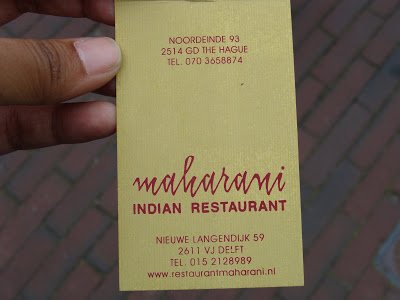 NOORDEINDE 93
2514 GD THE HAGUE
TEL. 070 3658874
maharani
INDIAN RESTAURANT
NIEUWE LANGENDIJK 59
2611 VJ DELFT
TEL. 015 2128989
www.restaurantmaharani.nl